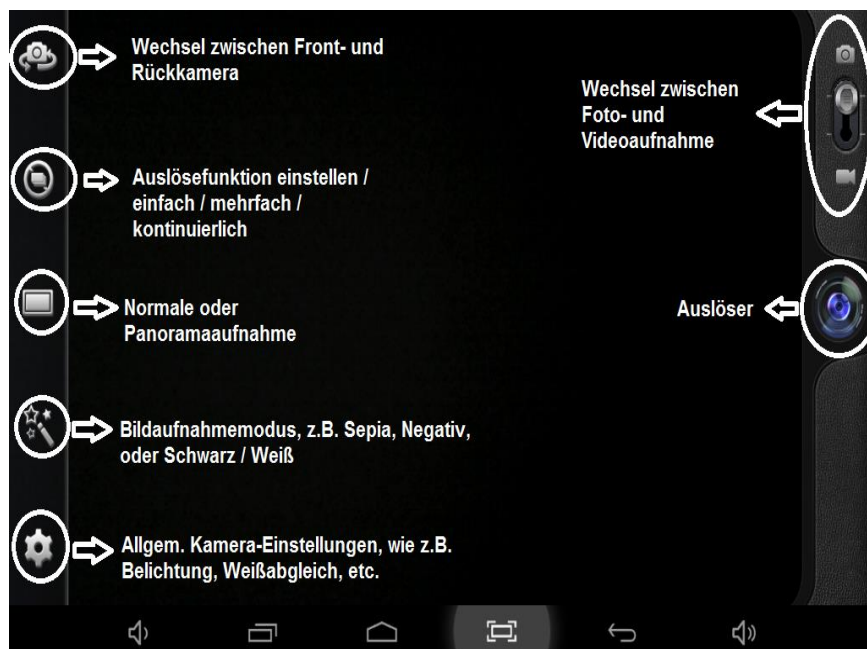 Wechsel zwischen Front- und
Rückkamera
Wechsel zwischen
Foto- und
Videoaufnahme
Auslösefunktion einstellen /
einfach / mehrfach /
kontinuierlich
Normale oder
Panoramaaufnahme
Auslöser
Bildaufnahmemodus, z.B. Sepia, Negativ,
oder Schwarz / Weiß
Allgem. Kamera-Einstellungen, wie z.B.
Belichtung, Weißabgleich, etc.